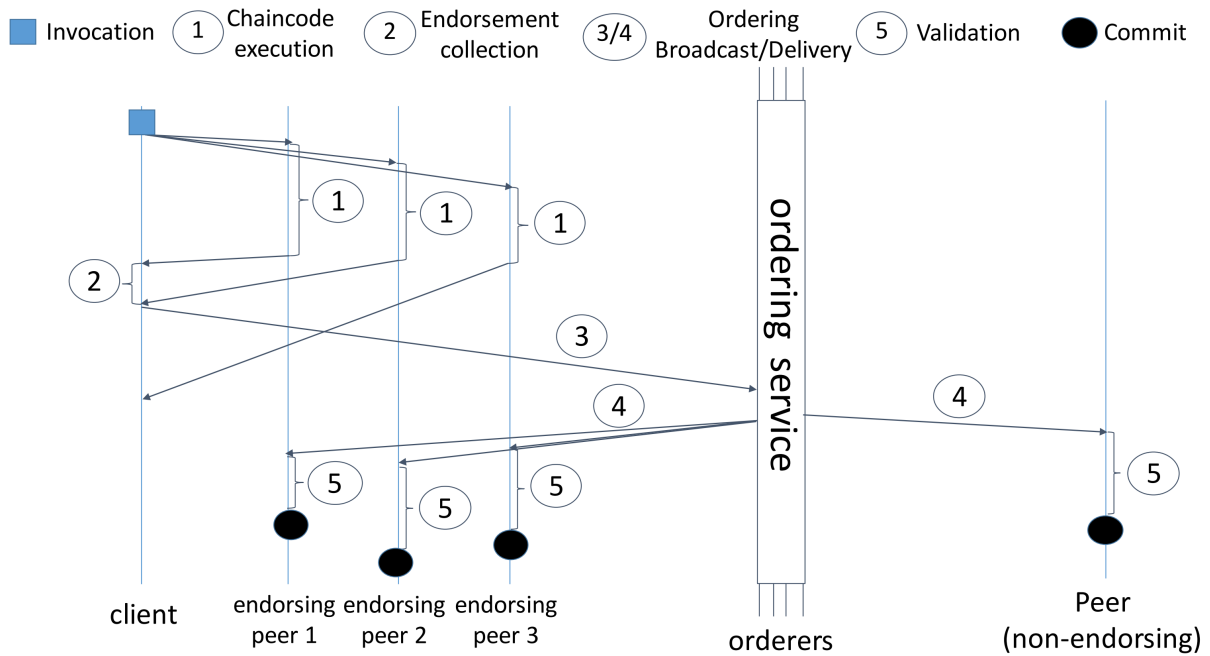 Invocation
1
Chaincode
execution
2
Endorsement
collection
3/4
Ordering
Broadcast/Delivery
5
Validation
Commit
1
1
1
2
3
4
4
5
5
5
5
ordering service
client
endorsing
peer 1
endorsing
peer 2
endorsing
peer 3
orderers
Peer
(non-endorsing)